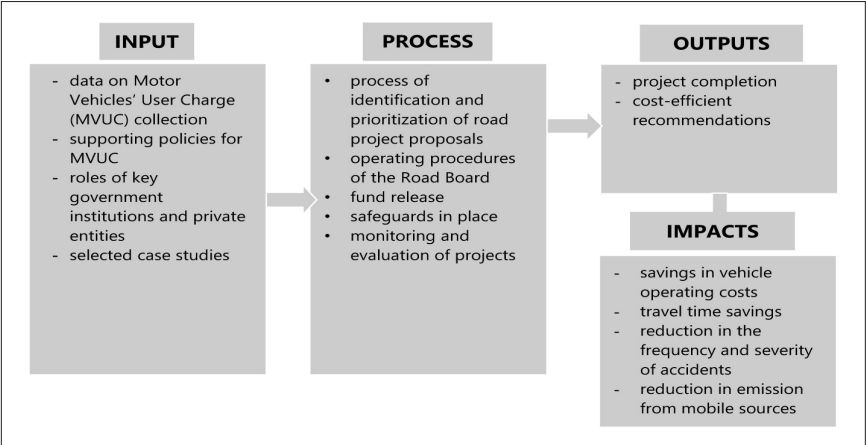 INPUT
- data on Motor
Vehicles' User Charge
(MVUC) collection
- supporting policies for
MVUC
- roles of key
government
institutions and private
entities
- selected case studies
PROCESS
• process of
identification and
prioritization of road
project proposals
• operating procedures
of the Road Board
• fund release
• safeguards in place
• monitoring and
evaluation of projects
OUTPUTS
- project completion
- cost-efficient
recommendations
IMPACTS
- savings in vehicle
operating costs
- travel time savings
- reduction in the
frequency and severity
of accidents
- reduction in emission
from mobile sources